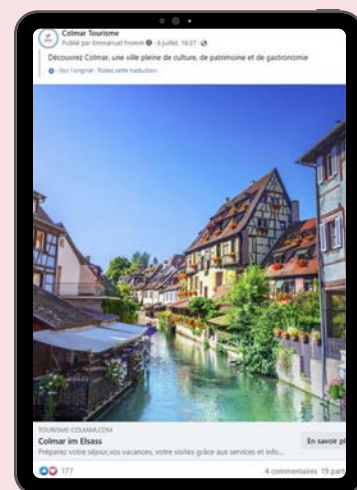 Colmar Tourisme
Publié par Emmanuel Fromm · 6 juillet, 16:27 ·
Découvrez Colmar, une ville pleine de culture, de patrimoine et de gastronomie
· Voir l'original · Notez cette traduction
TOURISME-COLMAR.COM
Colmar im Elsass
Préparez votre séjour,vos vacances, votre visites grâce aux services et info...
En savoir pl
177
4 commentaires 19 part